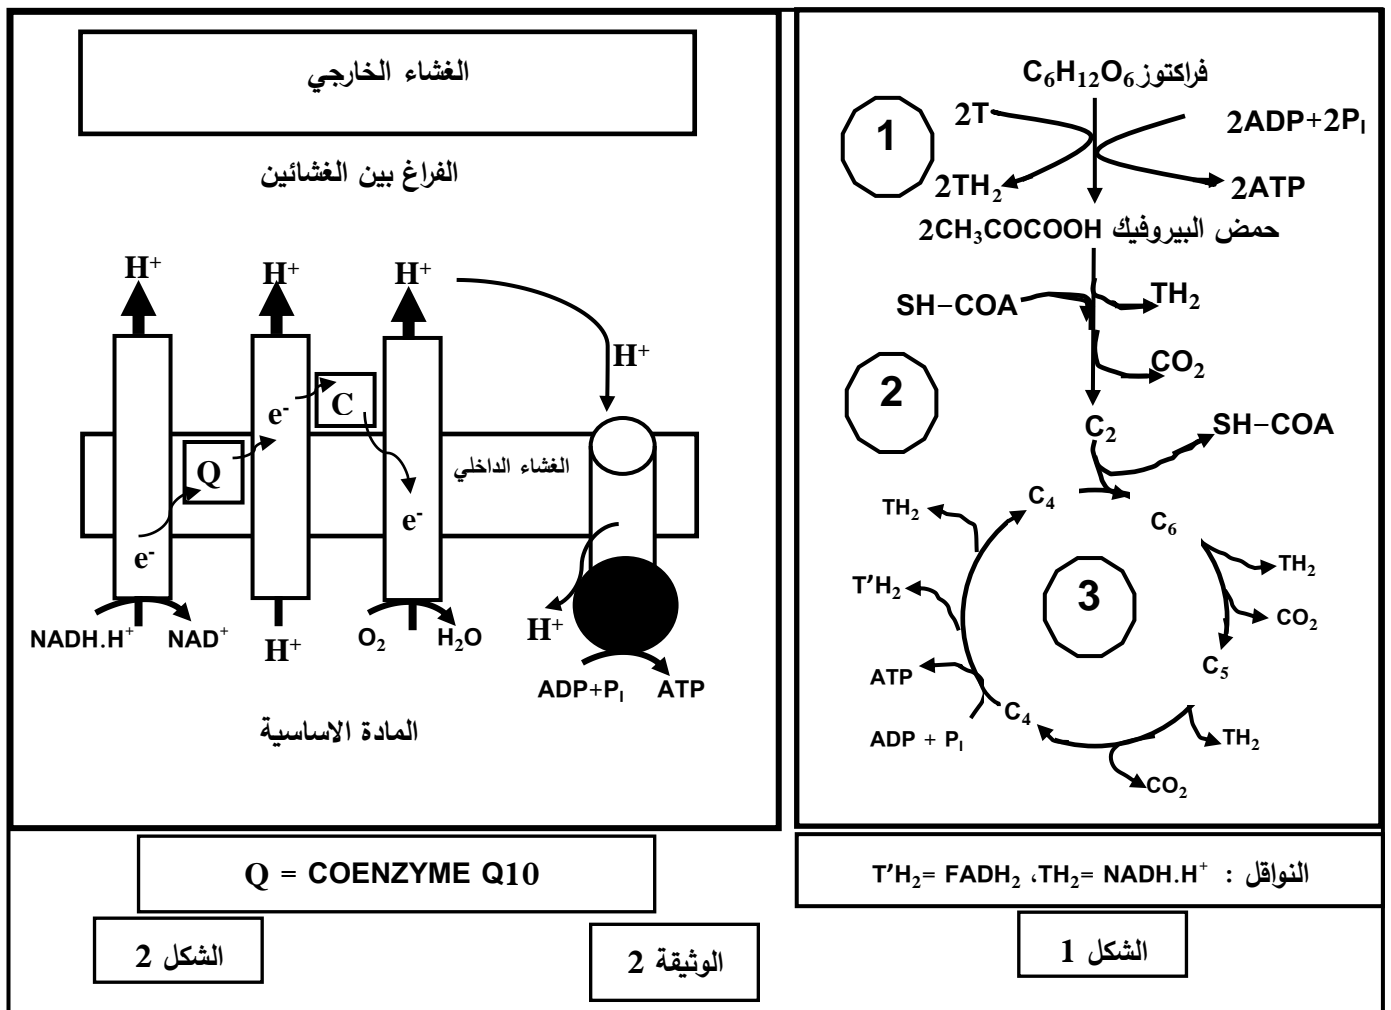 الغشاء الخارجي
الفراغ بين الغشائين
H⁺
H⁺
H⁺
H⁺
C
e⁻
Q
الغشاء الداخلي
e⁻
e⁻
H⁺
NADH.H⁺
NAD⁺
H⁺
O₂
H₂O
ADP+Pᵢ
ATP
المادة الاساسية
Q = COENZYME Q10
الشكل 2
الوثيقة 2
فراكتوز C₆H₁₂O₆
1
2T
2ADP+2Pᵢ
2TH₂
2ATP
2CH₃COCOOH حمض البيروفيك
SH–COA
TH₂
CO₂
2
C₂
SH–COA
C₄
TH₂
C₆
T'H₂
3
TH₂
CO₂
C₅
ATP
C₄
ADP + Pᵢ
TH₂
CO₂
النواقل : TH₂= NADH.H⁺ ، T'H₂= FADH₂
الشكل 1